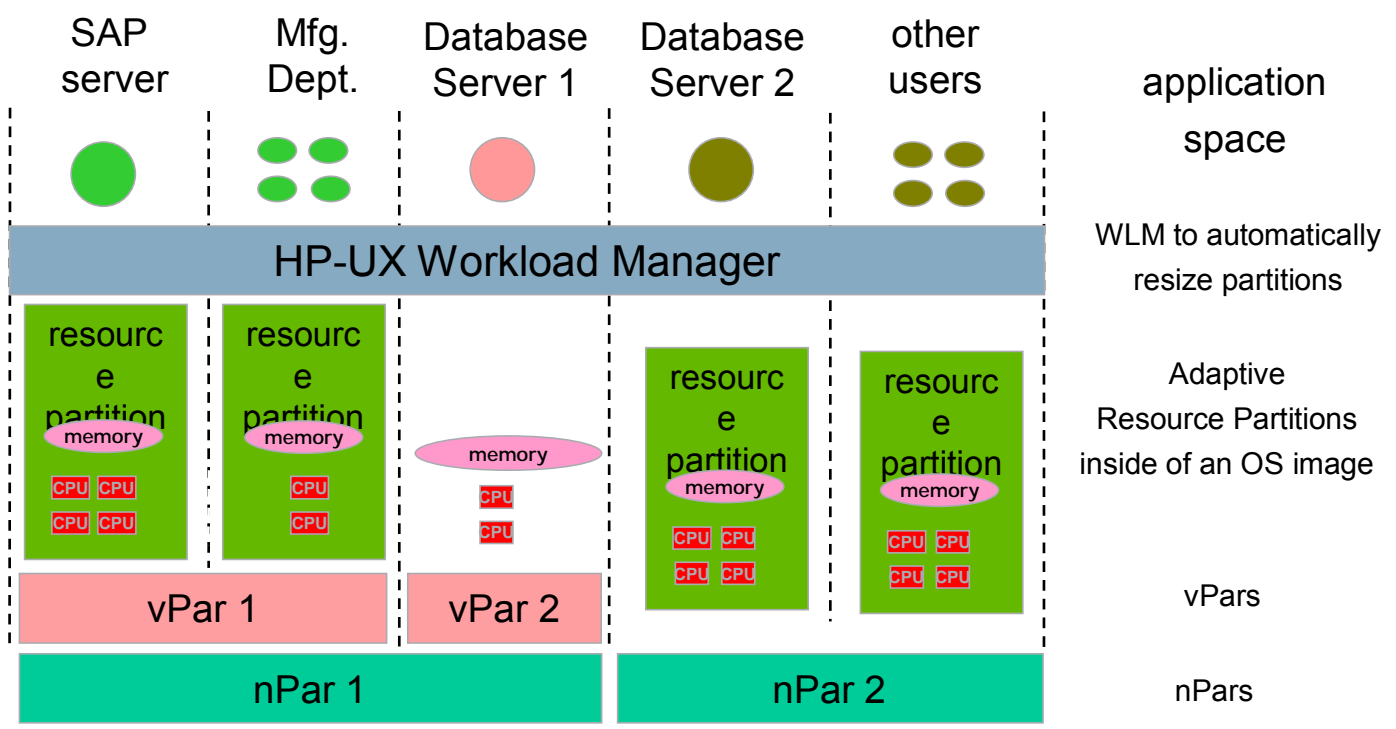 SAP
server
Mfg.
Dept.
Database
Server 1
Database
Server 2
other
users
application
space
HP-UX Workload Manager
WLM to automatically
resize partitions
resourc
e
partition
memory
CPU CPU
CPU CPU
resourc
e
partition
memory
CPU
CPU
memory
CPU
CPU
resourc
e
partition
memory
CPU CPU
CPU CPU
resourc
e
partition
memory
CPU CPU
CPU CPU
Adaptive
Resource Partitions
inside of an OS image
vPar 1
vPar 2
vPars
nPar 1
nPar 2
nPars